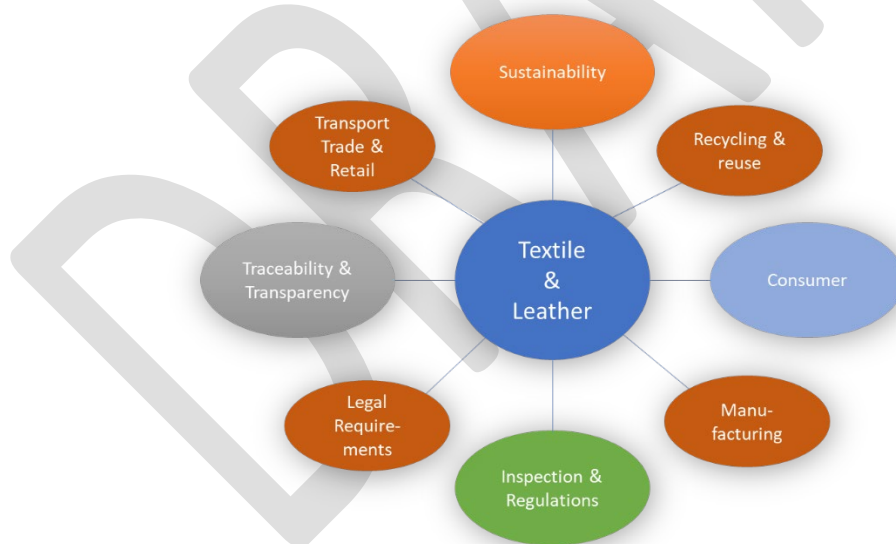 Sustainability
Transport
Trade &
Retail
Recycling &
reuse
Textile
&
Leather
Traceability &
Transparency
Consumer
Legal
Require-
ments
Manu-
facturing
Inspection &
Regulations